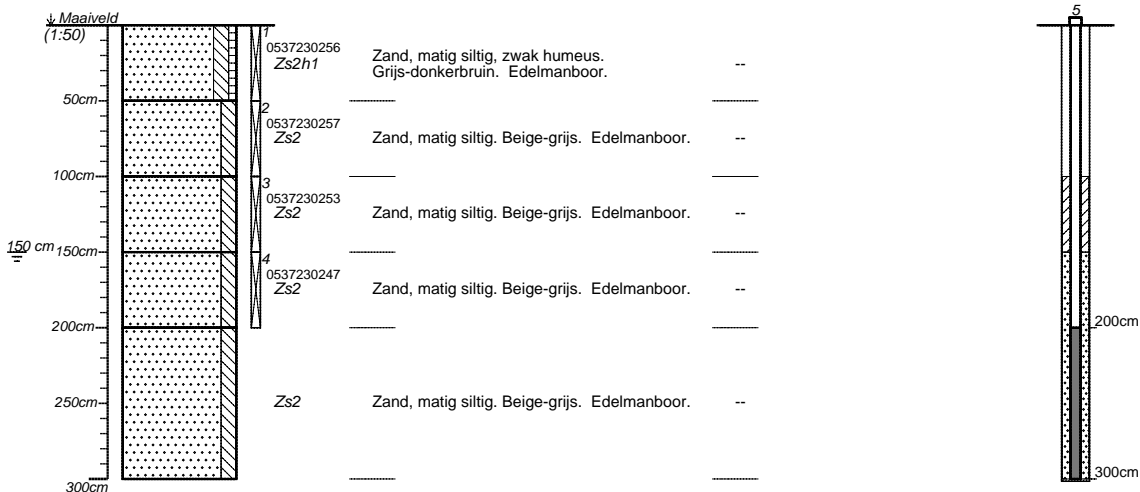 Maaiveld
(1:50)
5
1
0537230256
Zs2h1
Zand, matig siltig, zwak humeus.
Grijs-donkerbruin. Edelmanboor.
--
50cm
2
0537230257
Zs2
Zand, matig siltig. Beige-grijs. Edelmanboor.
--
100cm
3
0537230253
Zs2
Zand, matig siltig. Beige-grijs. Edelmanboor.
--
150 cm
150cm
4
0537230247
Zs2
Zand, matig siltig. Beige-grijs. Edelmanboor.
--
200cm
200cm
250cm
Zs2
Zand, matig siltig. Beige-grijs. Edelmanboor.
--
300cm
300cm